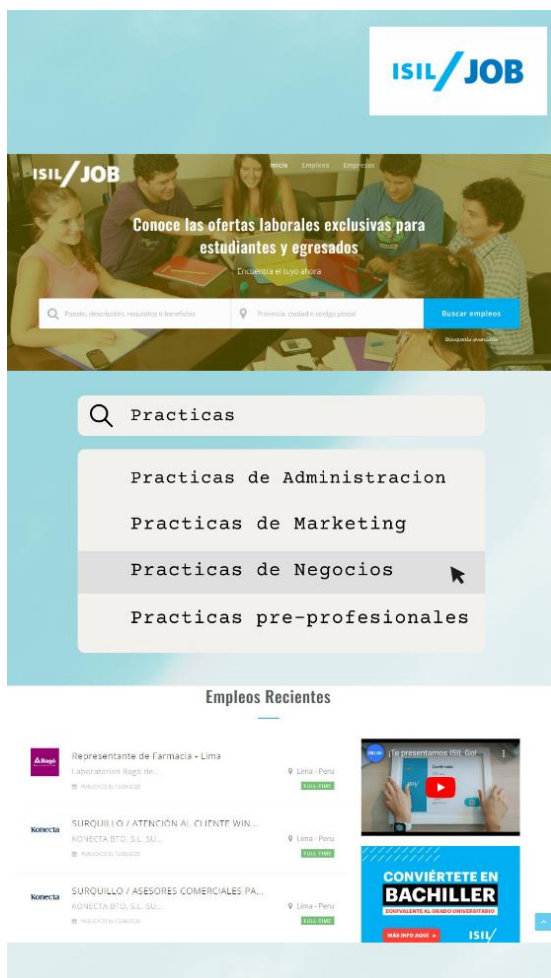 ISIL/JOB
ISIL/JOB
Inicio Empleos Empresas
Conoce las ofertas laborales exclusivas para
estudiantes y egresados
Encuentra el tuyo ahora
Puesto, descripción, requisitos o beneficios
Provincia, ciudad o código postal
Buscar empleos
Búsqueda avanzada
Practicas
Practicas de Administracion
Practicas de Marketing
Practicas de Negocios
Practicas pre-profesionales
Empleos Recientes
Bagó
Representante de Farmacia - Lima
Laboratorios Bagó de...
Lima - Peru
FULL-TIME
Konecta
SURQUILLO / ATENCIÓN AL CLIENTE WIN...
KONECTA BTO, S.L. SU...
Lima - Peru
FULL-TIME
Konecta
SURQUILLO / ASESORES COMERCIALES PA...
KONECTA BTO, S.L. SU...
Lima - Peru
FULL-TIME
¡Te presentamos ISIL Go!
CONVIÉRTETE EN
BACHILLER
EQUIVALENTE AL GRADO UNIVERSITARIO
MÁS INFO AQUÍ
ISIL/